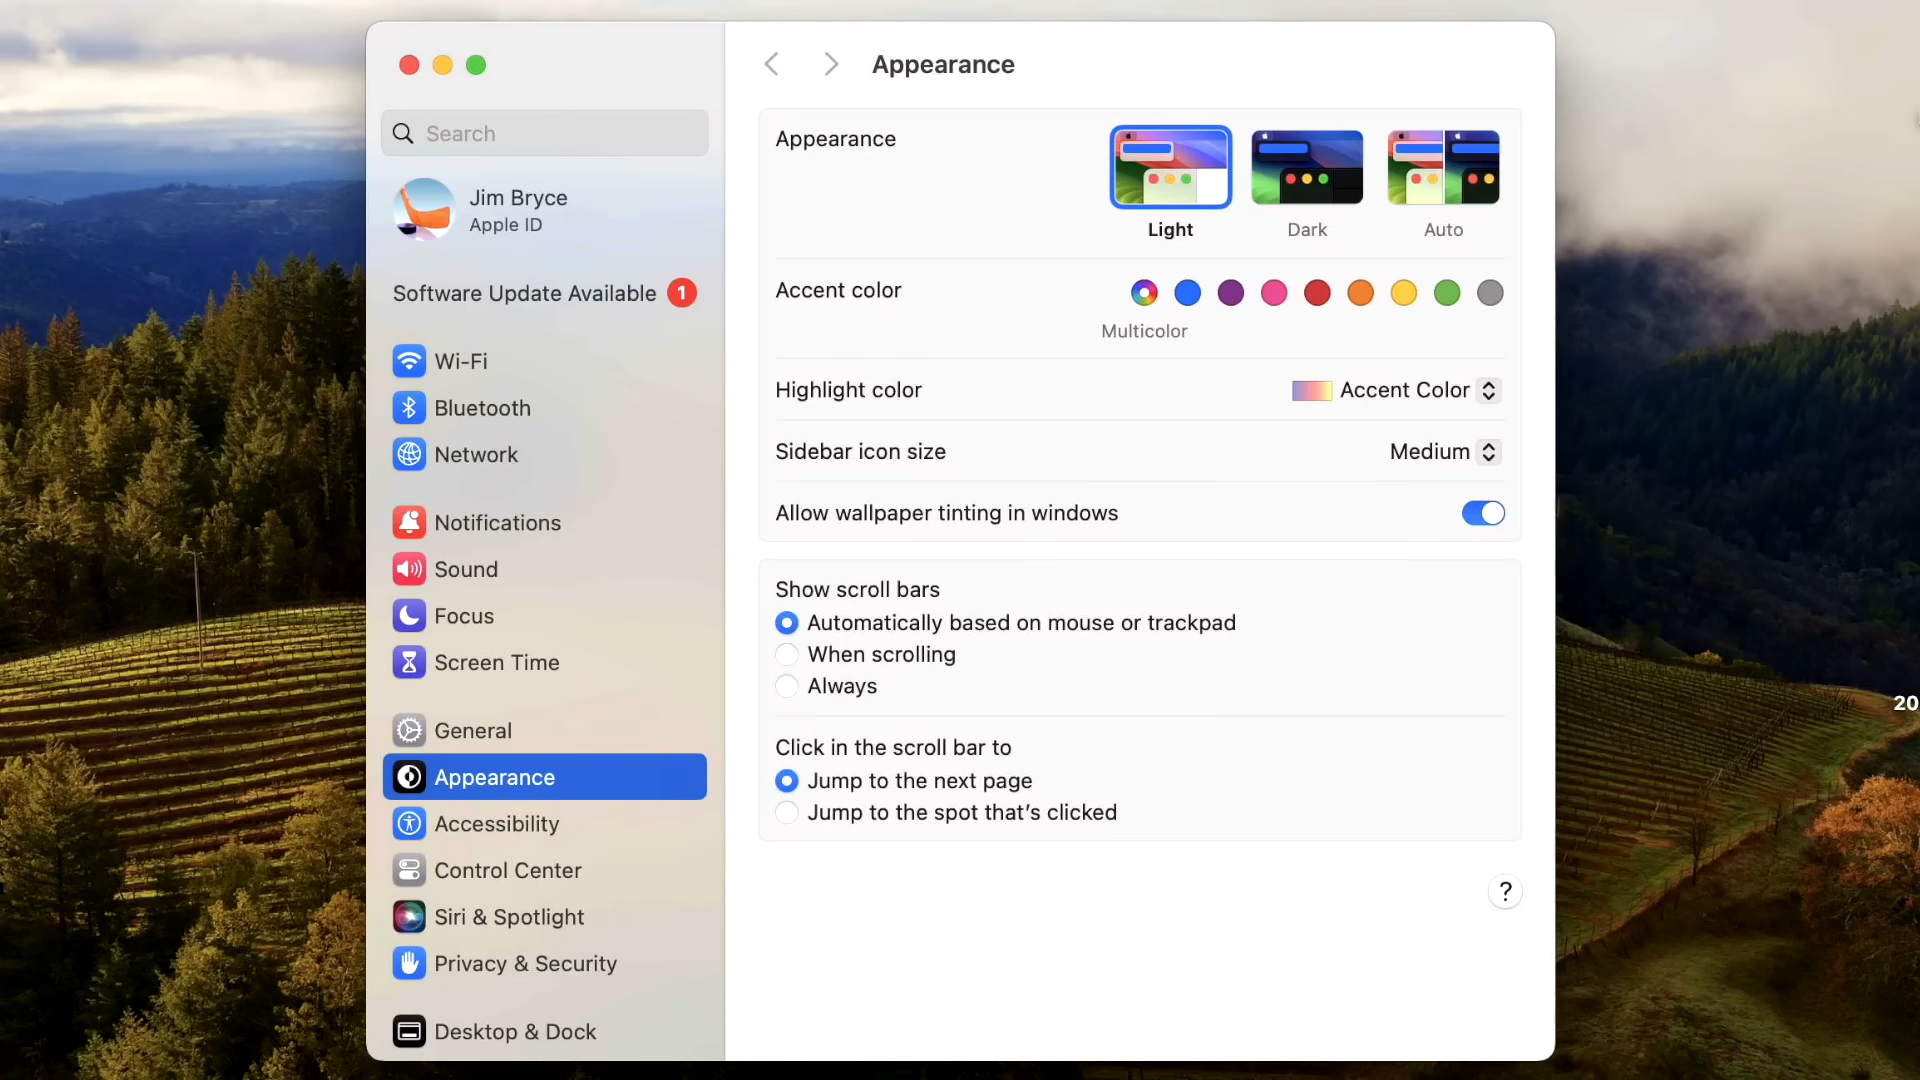 Search
Jim Bryce
Apple ID
Software Update Available 1
Wi-Fi
Bluetooth
Network
Notifications
Sound
Focus
Screen Time
General
Appearance
Accessibility
Control Center
Siri & Spotlight
Privacy & Security
Desktop & Dock
Appearance
Appearance
Light Dark Auto
Accent color
Multicolor
Highlight color Accent Color
Sidebar icon size Medium
Allow wallpaper tinting in windows
Show scroll bars
Automatically based on mouse or trackpad
When scrolling
Always
Click in the scroll bar to
Jump to the next page
Jump to the spot that’s clicked
?
20